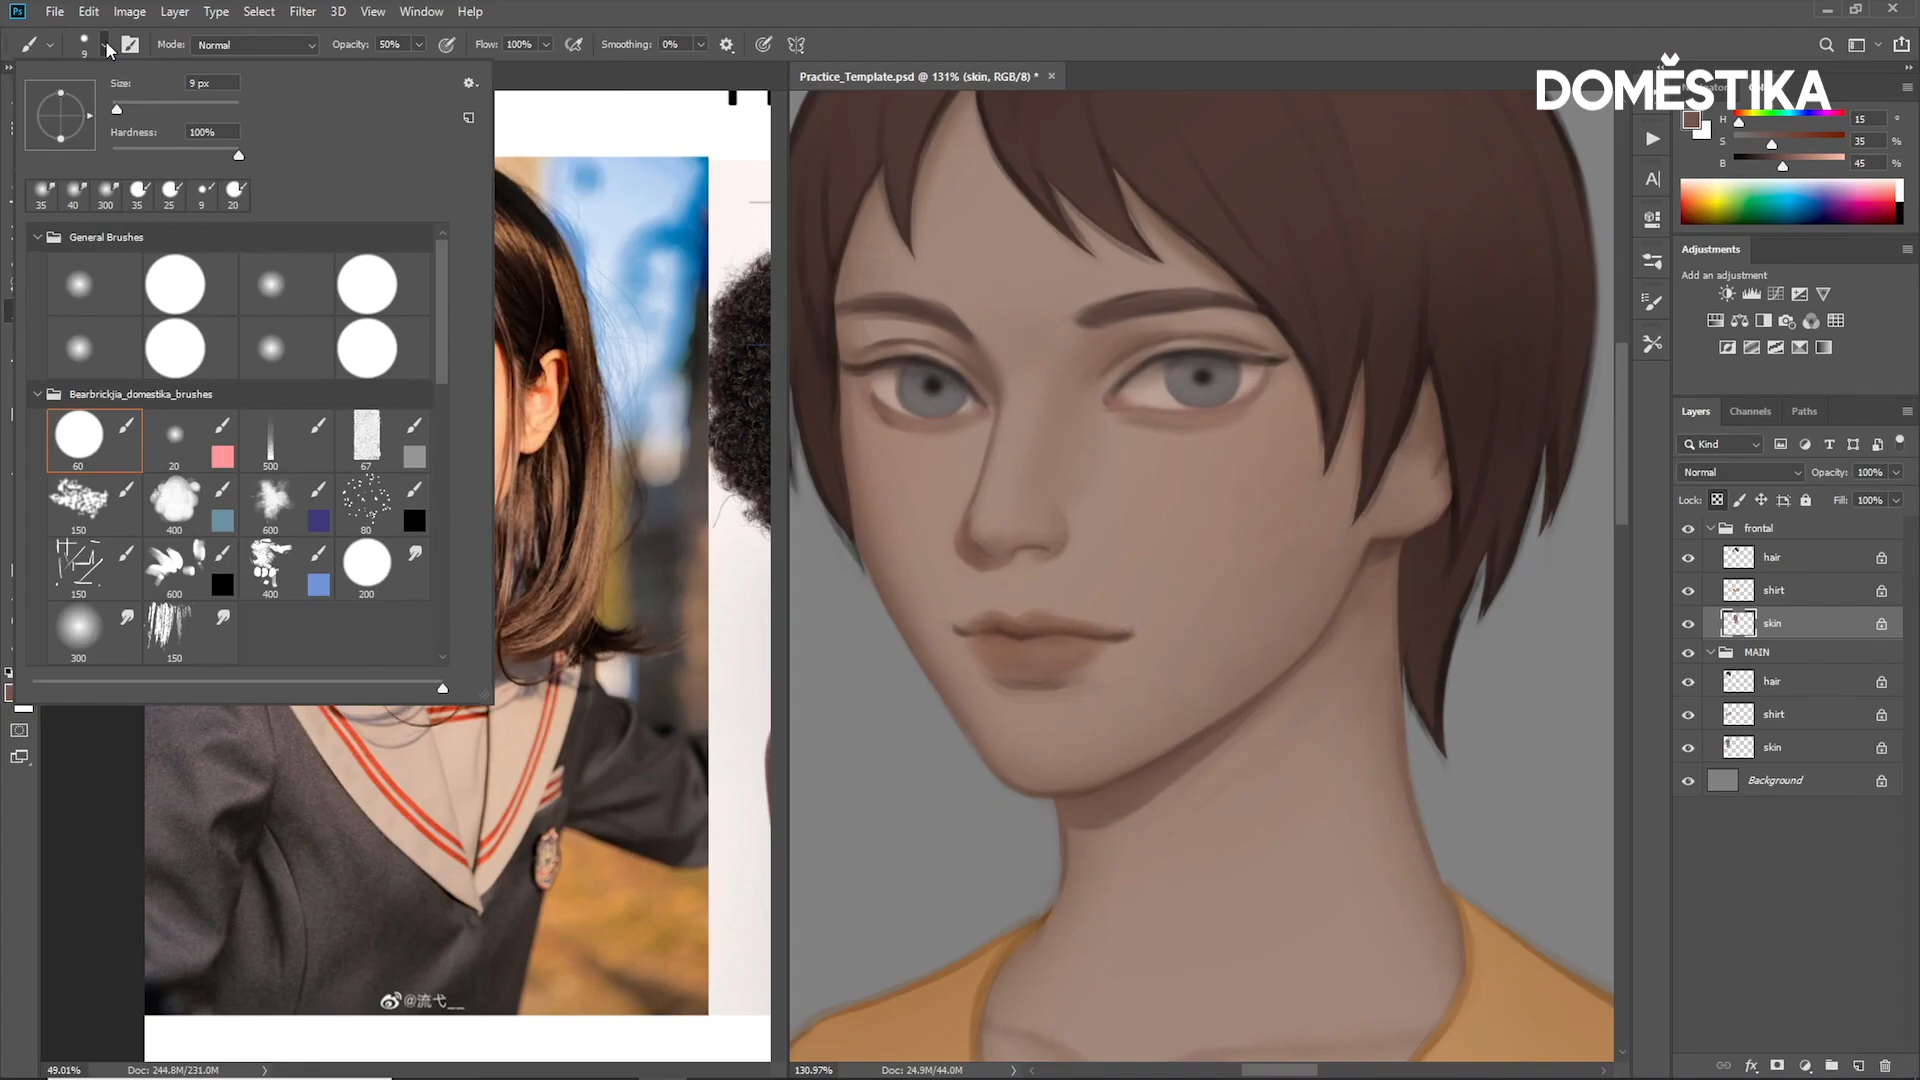 Ps File Edit Image Layer Type Select Filter 3D View Window Help
9 Mode: Normal Opacity: 50% Flow: 100% Smoothing: 0%
Practice_Template.psd @ 131% (skin, RGB/8) *
DOMĚSTIKA
Size: 9 px
Hardness: 100%
35 40 300 35 25 9 20
General Brushes
Bearbrickjia_domestika_brushes
60 20 500 67
150 400 600 80
150 600 400 200
300 150
@流弋__
49.01% Doc: 244.8M/231.0M
130.97% Doc: 24.9M/44.0M
H 15 °
S 35 %
B 45 %
Adjustments
Add an adjustment
Layers Channels Paths
Kind
Normal Opacity: 100%
Lock: Fill: 100%
frontal
hair
shirt
skin
MAIN
hair
shirt
skin
Background